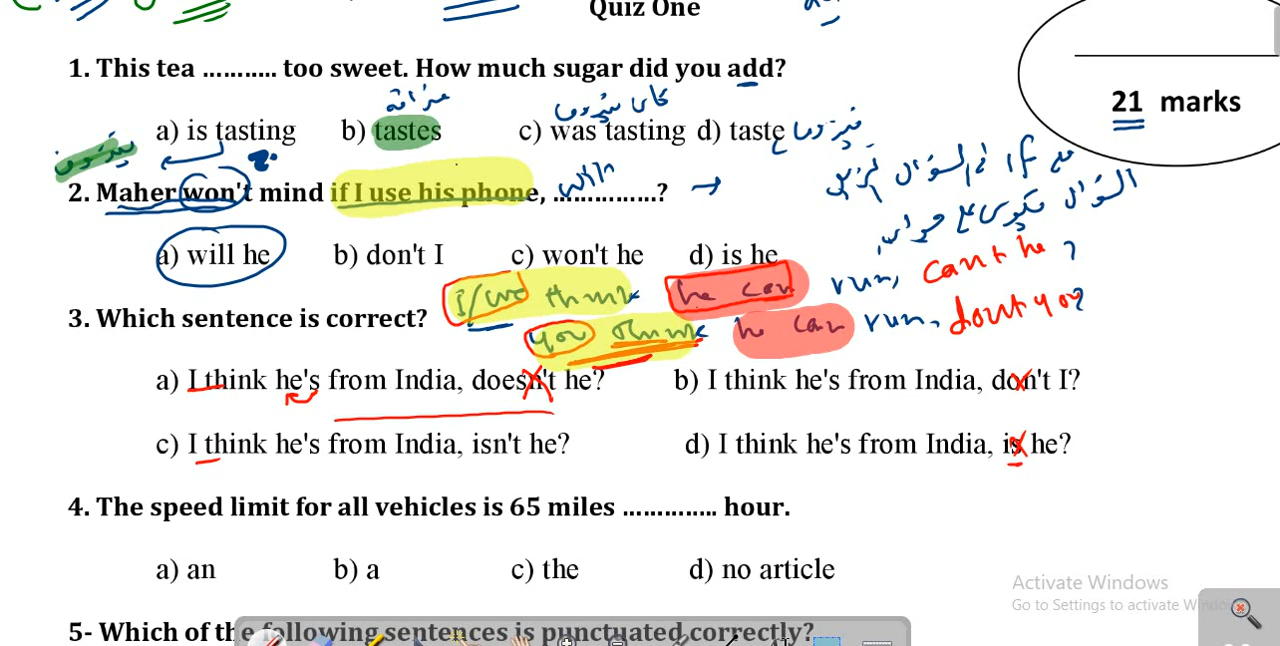 Quiz One
1. This tea ........... too sweet. How much sugar did you add?
21 marks
a) is tasting b) tastes c) was tasting d) taste
2. Maher won't mind if I use his phone, .............? will
a) will he b) don't I c) won't he d) is he
I/we think he can run, can't he ?
3. Which sentence is correct?
you think he can run, don't you?
a) I think he's from India, doesn't he? b) I think he's from India, don't I?
c) I think he's from India, isn't he? d) I think he's from India, is he?
4. The speed limit for all vehicles is 65 miles .............. hour.
a) an b) a c) the d) no article
Activate Windows
Go to Settings to activate Windows
5- Which of the following sentences is punctuated correctly?